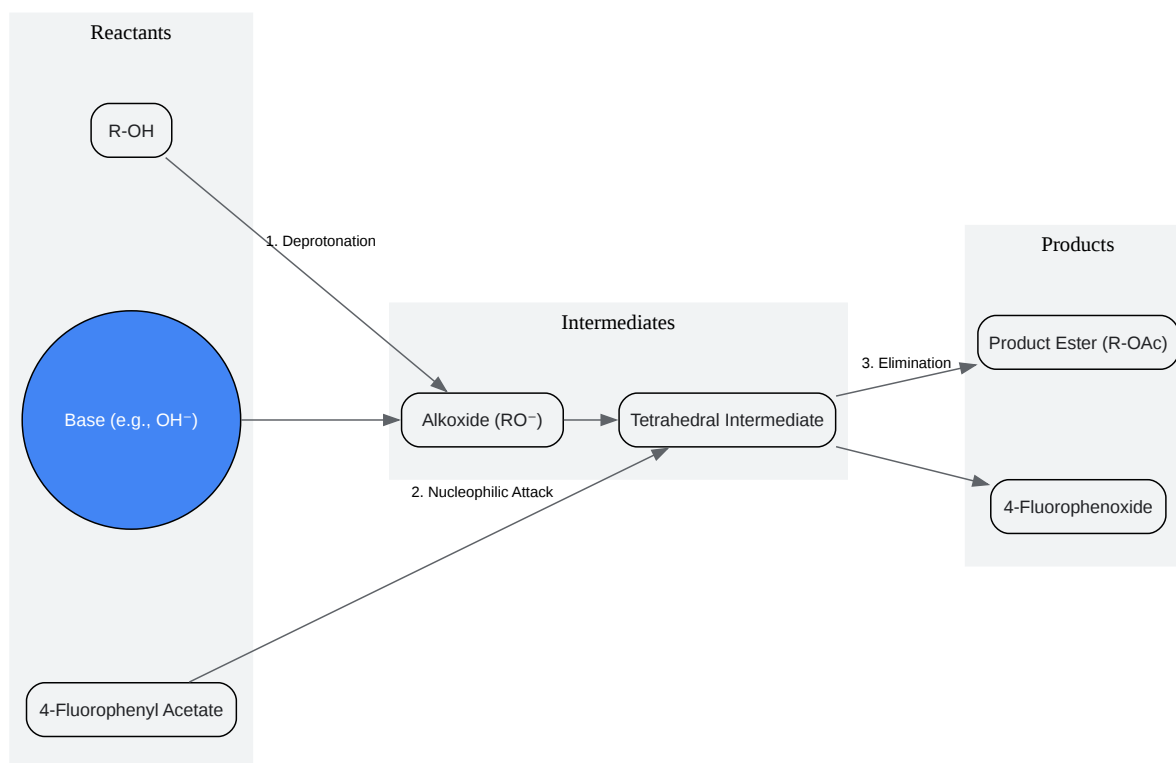 Reactants
R-OH
1. Deprotonation
Base (e.g., OH⁻)
4-Fluorophenyl Acetate
2. Nucleophilic Attack
Intermediates
Alkoxide (RO⁻)
Tetrahedral Intermediate
3. Elimination
Products
Product Ester (R-OAc)
4-Fluorophenoxide